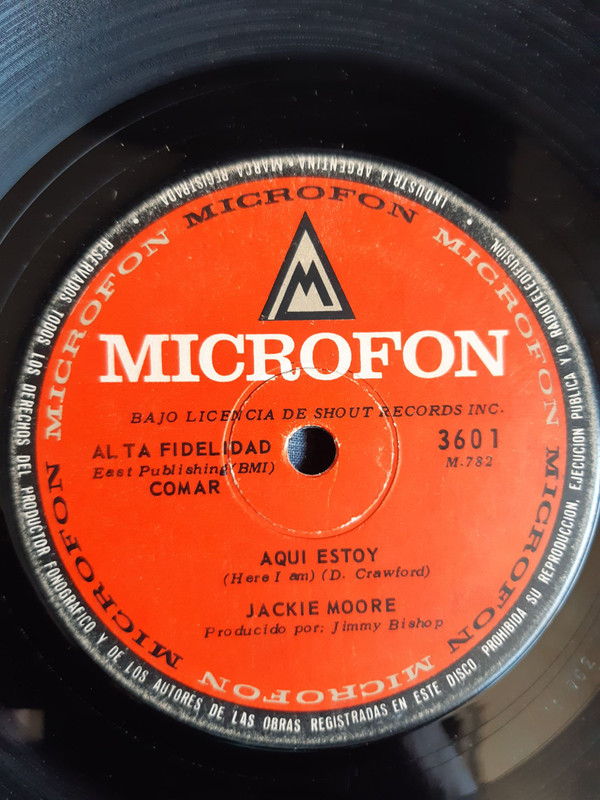 INDUSTRIA ARGENTINA - MARCA REGISTRADA
RESERVADOS TODOS LOS DERECHOS DEL PRODUCTOR FONOGRAFICO Y DE LOS AUTORES DE LAS OBRAS REGISTRADAS EN ESTE DISCO PROHIBIDA SU REPRODUCCION, EJECUCION PUBLICA Y/O RADIOTELEDIFUSION.
MICROFON MICROFON MICROFON MICROFON MICROFON MICROFON MICROFON
M
MICROFON
BAJO LICENCIA DE SHOUT RECORDS INC.
ALTA FIDELIDAD
3601
East Publishing (BMI)
M-782
COMAR
AQUI ESTOY
(Here I am) (D. Crawford)
JACKIE MOORE
Producido por: Jimmy Bishop